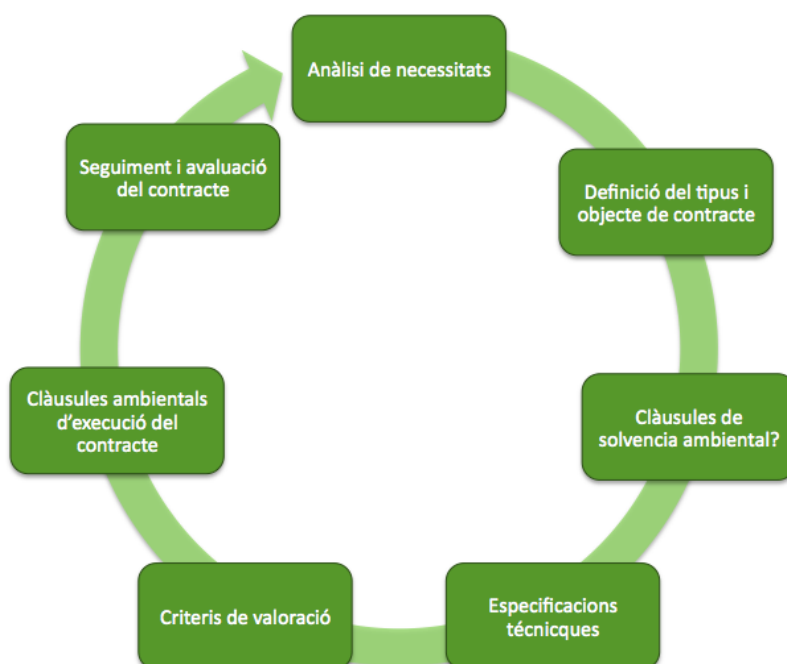 Anàlisi de necessitats
Definició del tipus i
objecte de contracte
Clàusules de
solvencia ambiental?
Especificacions
técnicques
Criteris de valoració
Clàusules ambientals
d'execució del
contracte
Seguiment i avaluació
del contracte